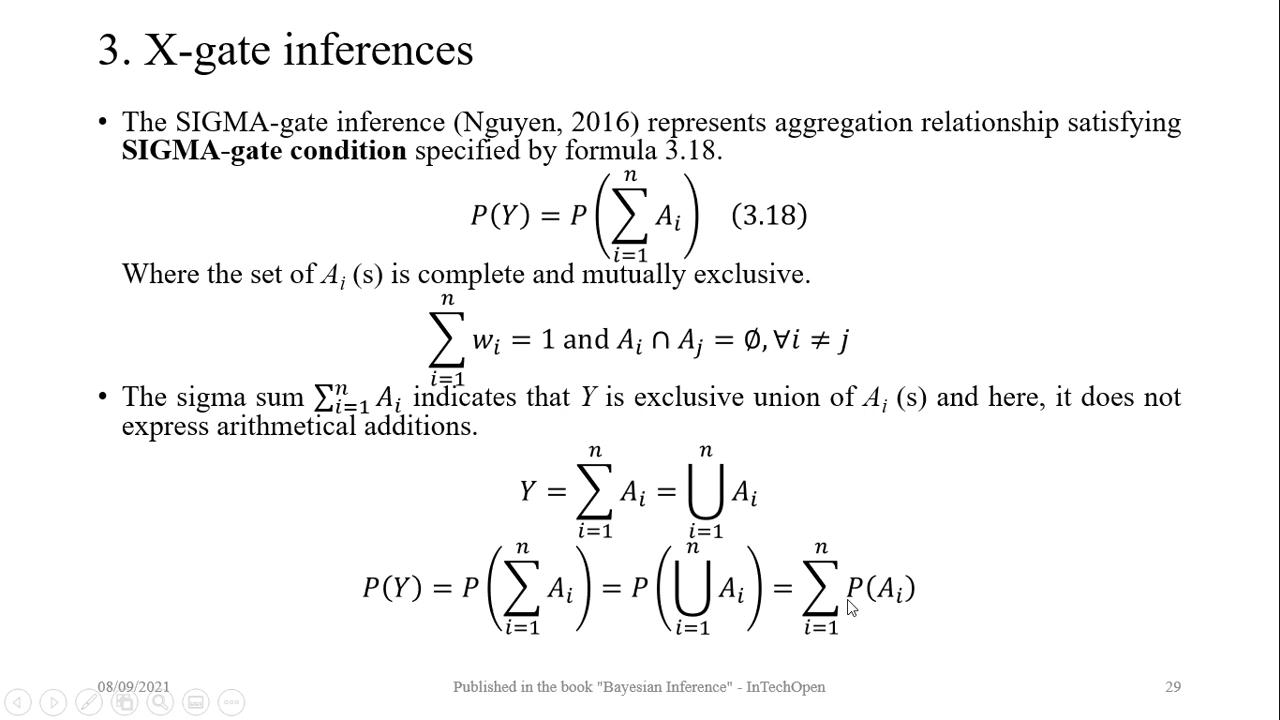 3. X-gate inferences
• The SIGMA-gate inference (Nguyen, 2016) represents aggregation relationship satisfying
SIGMA-gate condition specified by formula 3.18.
P(Y) = P(∑_{i=1}^{n} A_i) (3.18)
Where the set of A_i (s) is complete and mutually exclusive.
∑_{i=1}^{n} w_i = 1 and A_i ∩ A_j = ∅, ∀i ≠ j
• The sigma sum ∑_{i=1}^{n} A_i indicates that Y is exclusive union of A_i (s) and here, it does not
express arithmetical additions.
Y = ∑_{i=1}^{n} A_i = ⋃_{i=1}^{n} A_i
P(Y) = P(∑_{i=1}^{n} A_i) = P(⋃_{i=1}^{n} A_i) = ∑_{i=1}^{n} P(A_i)
08/09/2021 Published in the book "Bayesian Inference" - InTechOpen 29